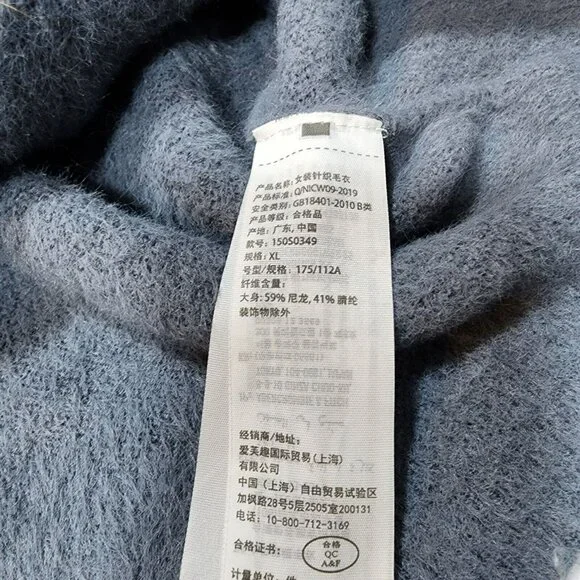 产品名称: 女装针织毛衣
产品标准: Q/NICW09-2019
安全类别: GB18401-2010 B类
产品等级: 合格品
产地: 广东, 中国
款号: 150S0349
规格: XL
号型/规格: 175/112A
纤维含量:
大身: 59% 尼龙, 41% 腈纶
装饰物除外
经销商/地址:
爱芙趣国际贸易(上海)
有限公司
中国 (上海) 自由贸易试验区
加枫路28号5层2505室200131
电话: 10-800-712-3169
合格证书: 合格
QC
A&F
计量单位: 件